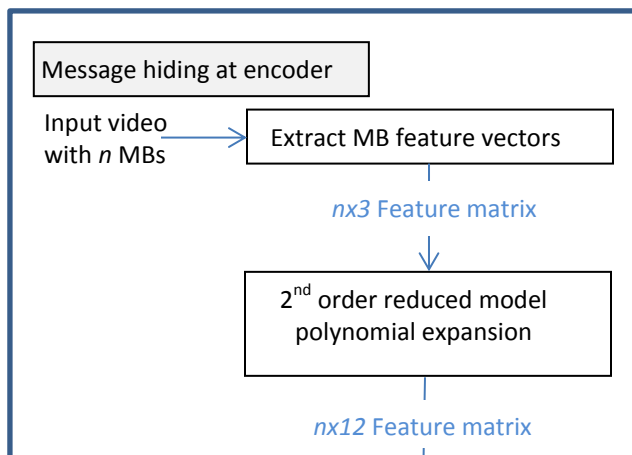 Message hiding at encoder
Input video
with n MBs
Extract MB feature vectors
nx3 Feature matrix
2nd order reduced model
polynomial expansion
nx12 Feature matrix